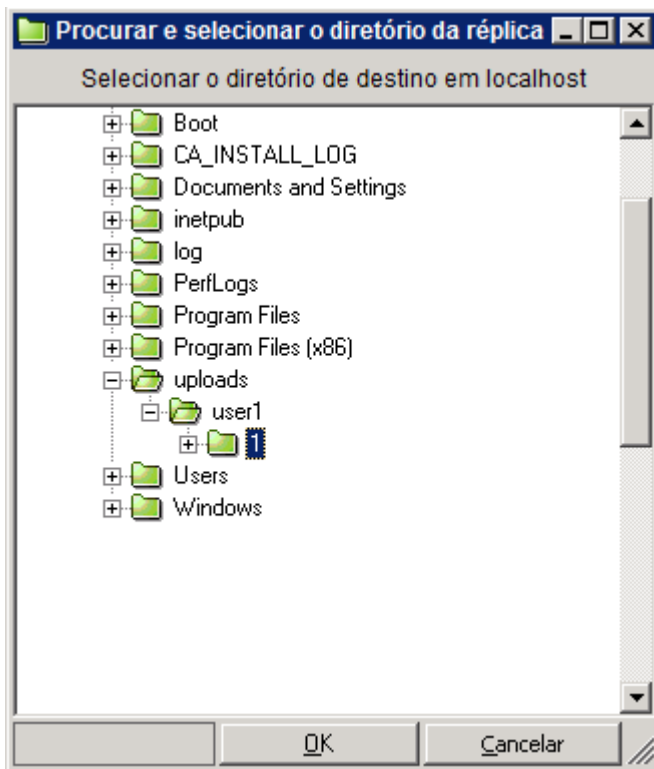 Procurar e selecionar o diretório da réplica
Selecionar o diretório de destino em localhost
Boot
CA_INSTALL_LOG
Documents and Settings
inetpub
log
PerfLogs
Program Files
Program Files (x86)
uploads
user1
1
Users
Windows
OK
Cancelar